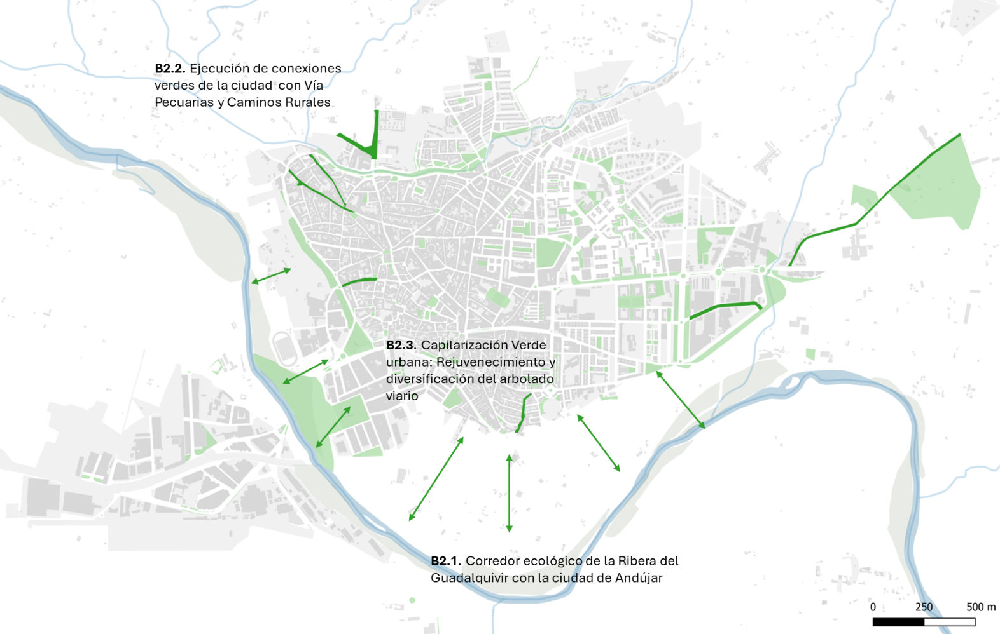 B2.2. Ejecución de conexiones
verdes de la ciudad con Vía
Pecuarias y Caminos Rurales
B2.3. Capilarización Verde
urbana: Rejuvenecimiento y
diversificación del arbolado
viario
B2.1. Corredor ecológico de la Ribera del
Guadalquivir con la ciudad de Andújar
0 250 500 m